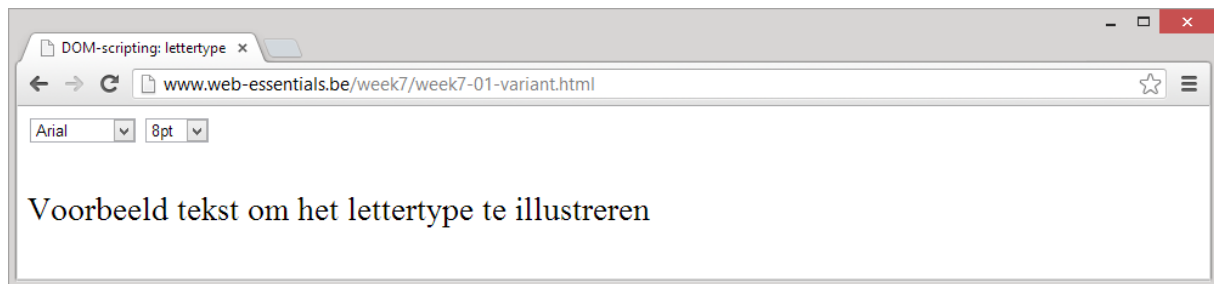 DOM-scripting: lettertype
www.web-essentials.be/week7/week7-01-variant.html
Arial 8pt
Voorbeeld tekst om het lettertype te illustreren